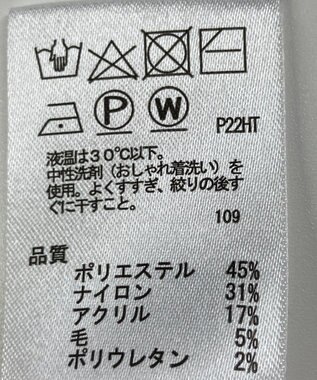 P W P22HT
液温は30℃以下。
中性洗剤（おしゃれ着洗い）を
使用。よくすすぎ、絞りの後す
ぐに干すこと。
109
品質
ポリエステル 45%
ナイロン 31%
アクリル 17%
毛 5%
ポリウレタン 2%